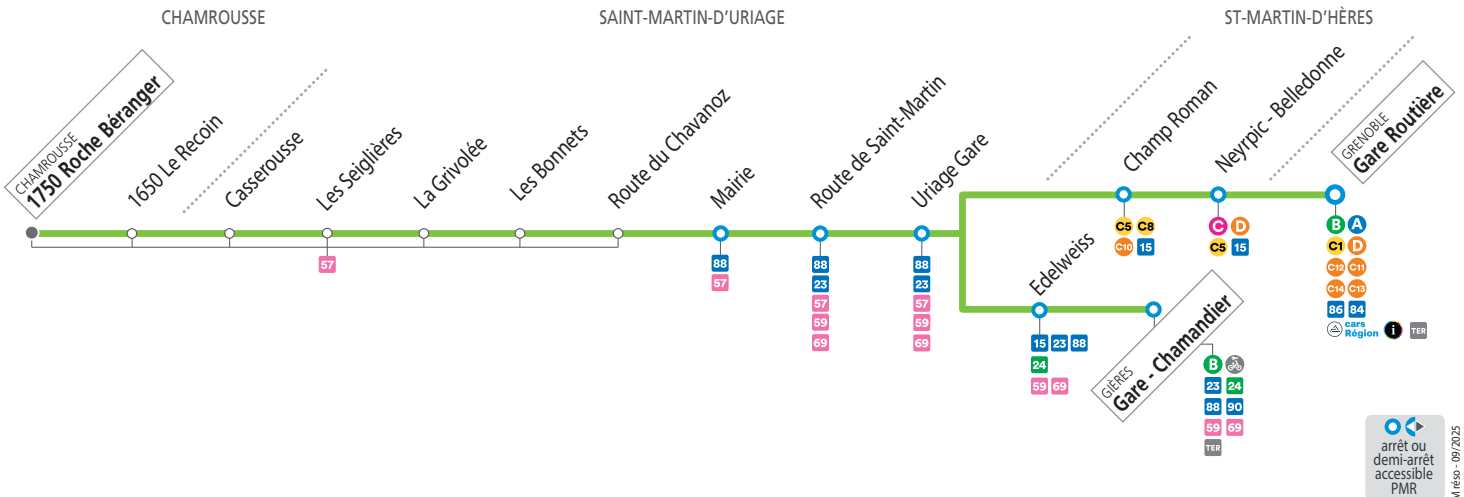 CHAMROUSSE
SAINT-MARTIN-D'URIAGE
ST-MARTIN-D'HÈRES
CHAMROUSSE
1750 Roche Béranger
1650 Le Recoin
Casserousse
Les Seiglières
57
La Grivolée
Les Bonnets
Route du Chavanoz
Mairie
88
57
Route de Saint-Martin
88
23
57
59
69
Uriage Gare
88
23
57
59
69
Champ Roman
C5 C8
C10 15
Neyrpic - Belledonne
C D
C5 15
GRENOBLE
Gare Routière
B A
C1 D
C12 C11
C14 C13
86 84
cars
Région i TER
Edelweiss
15 23 88
24
59 69
GIÈRES
Gare - Chamandier
B
23 24
88 90
59 69
TER
arrêt ou
demi-arrêt
accessible
PMR
M réso - 09/2025